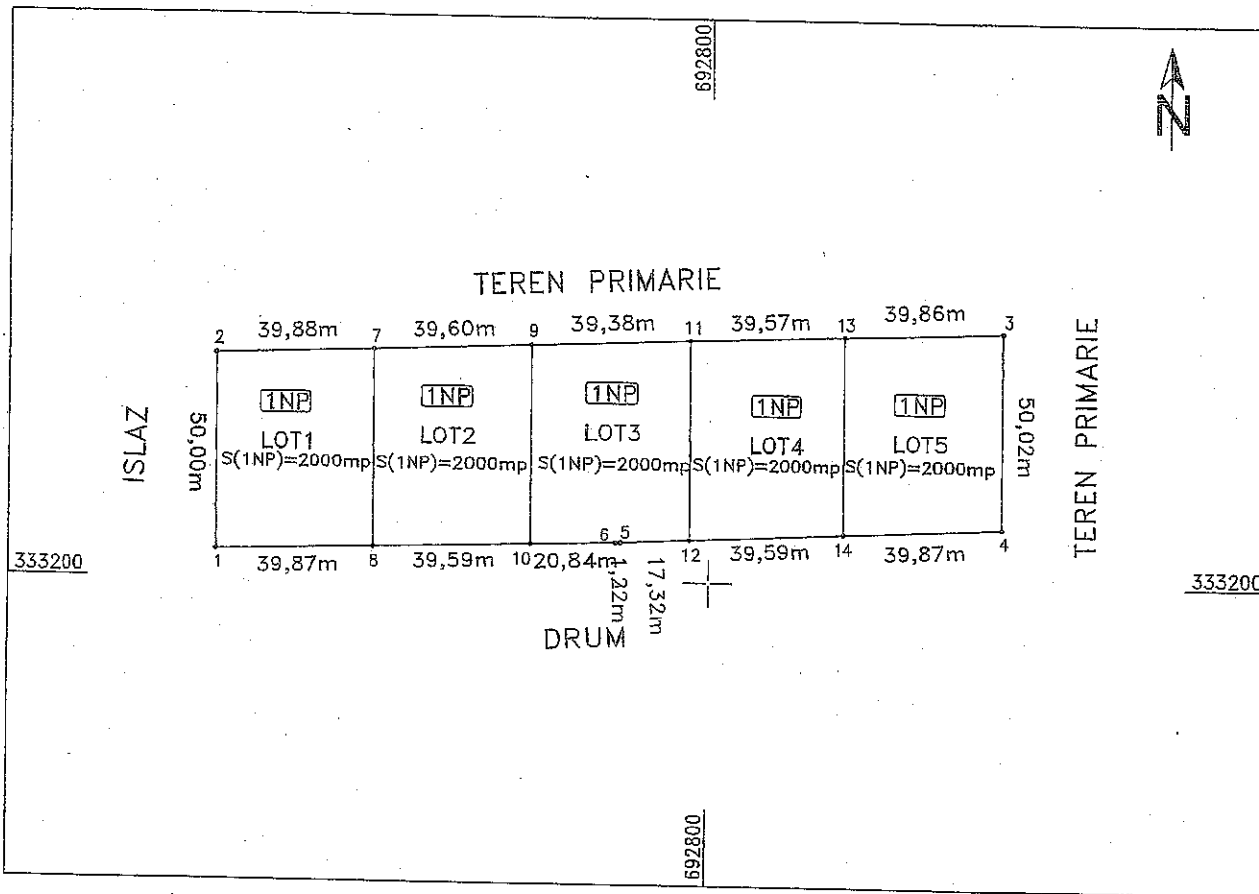 692800
N
TEREN PRIMARIE
2 39,88m 7 39,60m 9 39,38m 11 39,57m 13 39,86m 3
1NP 1NP 1NP 1NP 1NP
LOT1 LOT2 LOT3 LOT4 LOT5
S(1NP)=2000mp S(1NP)=2000mp S(1NP)=2000mp S(1NP)=2000mp S(1NP)=2000mp
ISLAZ
50,00m
50,02m
TEREN PRIMARIE
6 5
1 39,87m 8 39,59m 10 20,84m 12 39,59m 14 39,87m 4
1,22m
17,32m
333200
333200
DRUM
692800